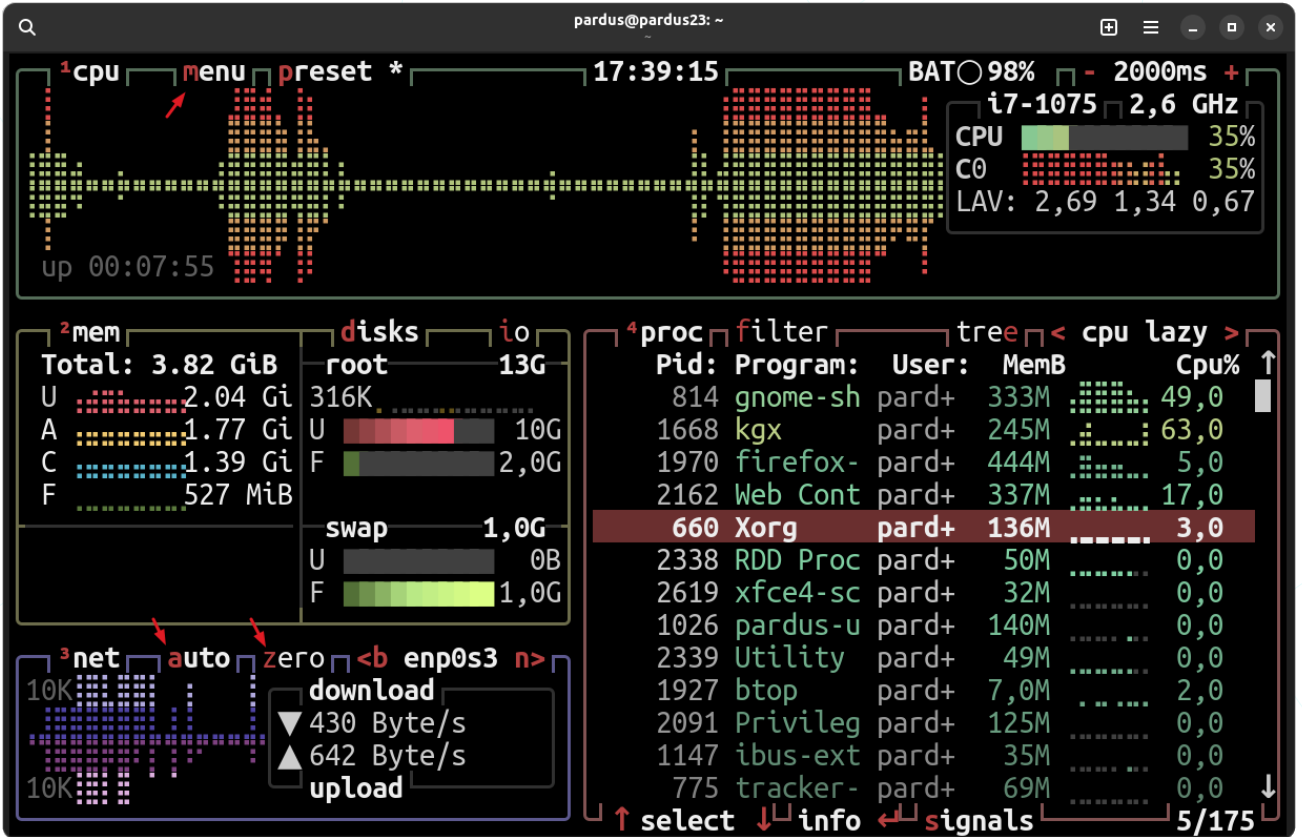 pardus@pardus23: ~
~
¹cpu menu preset * 17:39:15 BAT 98% - 2000ms +
i7-1075 2,6 GHz
CPU 35%
C0 35%
LAV: 2,69 1,34 0,67
up 00:07:55
²mem disks io
Total: 3.82 GiB
U 2.04 Gi
A 1.77 Gi
C 1.39 Gi
F 527 MiB
root 13G
316K
U 10G
F 2,0G
swap 1,0G
U 0B
F 1,0G
³net auto zero <b enp0s3 n>
10K
download
▼ 430 Byte/s
▲ 642 Byte/s
upload
10K
⁴proc filter tree < cpu lazy >
Pid: Program: User: MemB Cpu% ↑
814 gnome-sh pard+ 333M 49,0
1668 kgx pard+ 245M 63,0
1970 firefox- pard+ 444M 5,0
2162 Web Cont pard+ 337M 17,0
660 Xorg pard+ 136M 3,0
2338 RDD Proc pard+ 50M 0,0
2619 xfce4-sc pard+ 32M 0,0
1026 pardus-u pard+ 140M 0,0
2339 Utility pard+ 49M 0,0
1927 btop pard+ 7,0M 2,0
2091 Privileg pard+ 125M 0,0
1147 ibus-ext pard+ 35M 0,0
775 tracker- pard+ 69M 0,0 ↓
↑ select ↓ info ↵ signals 5/175